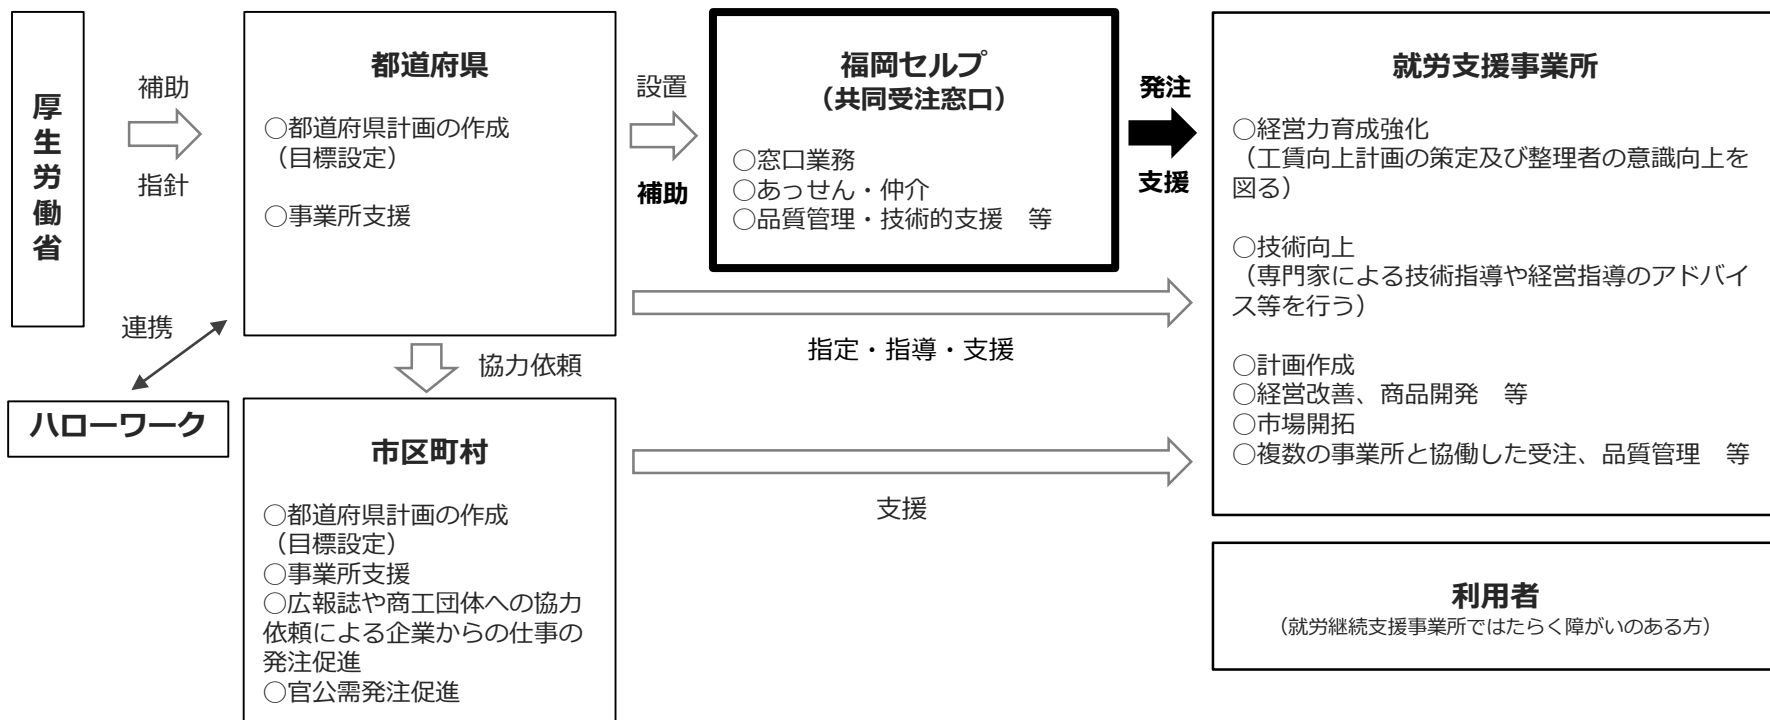 厚生労働省
補助
指針
連携
ハローワーク
都道府県
○都道府県計画の作成
（目標設定）
○事業所支援
協力依頼
市区町村
○都道府県計画の作成
（目標設定）
○事業所支援
○広報誌や商工団体への協力
依頼による企業からの仕事の
発注促進
○官公需発注促進
設置
補助
福岡セルプ
（共同受注窓口）
○窓口業務
○あっせん・仲介
○品質管理・技術的支援　等
発注
支援
指定・指導・支援
支援
就労支援事業所
○経営力育成強化
（工賃向上計画の策定及び整理者の意識向上を
図る）
○技術向上
（専門家による技術指導や経営指導のアドバイ
ス等を行う）
○計画作成
○経営改善、商品開発　等
○市場開拓
○複数の事業所と協働した受注、品質管理　等
利用者
（就労継続支援事業所ではたらく障がいのある方）